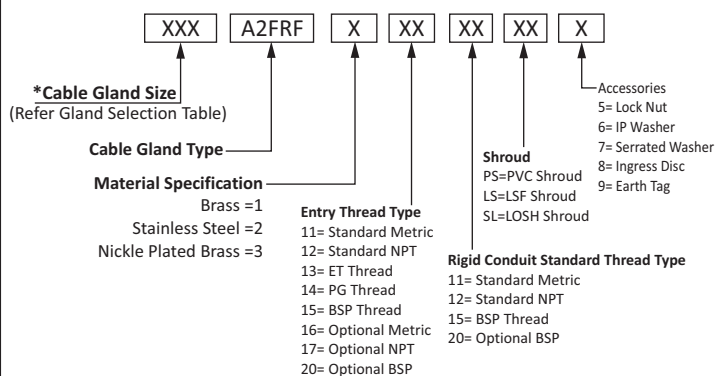 XXX A2FRF X XX XX XX X
*Cable Gland Size
(Refer Gland Selection Table)
Cable Gland Type
Material Specification
Brass =1
Stainless Steel =2
Nickle Plated Brass =3
Entry Thread Type
11= Standard Metric
12= Standard NPT
13= ET Thread
14= PG Thread
15= BSP Thread
16= Optional Metric
17= Optional NPT
20= Optional BSP
Rigid Conduit Standard Thread Type
11= Standard Metric
12= Standard NPT
15= BSP Thread
20= Optional BSP
Shroud
PS=PVC Shroud
LS=LSF Shroud
SL=LOSH Shroud
Accessories
5= Lock Nut
6= IP Washer
7= Serrated Washer
8= Ingress Disc
9= Earth Tag